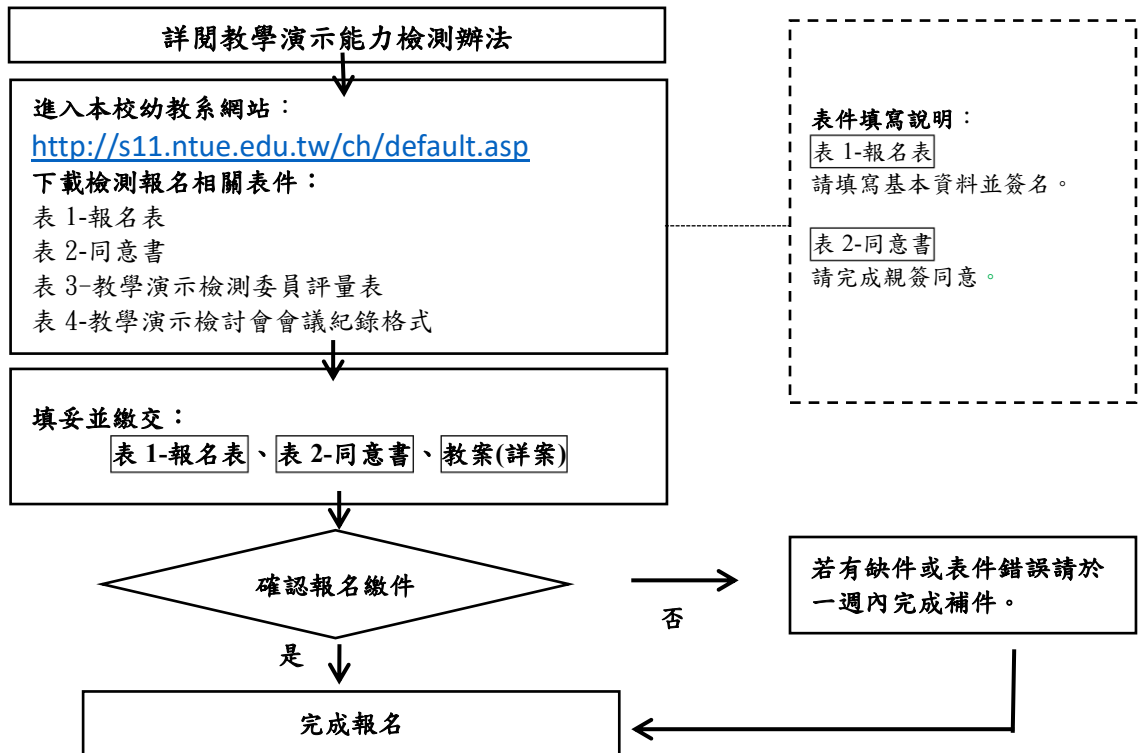 詳閱教學演示能力檢測辦法
進入本校幼教系網站：
http://s11.ntue.edu.tw/ch/default.asp
下載檢測報名相關表件：
表 1-報名表
表 2-同意書
表 3-教學演示檢測委員評量表
表 4-教學演示檢討會會議紀錄格式
表件填寫說明：
表 1-報名表
請填寫基本資料並簽名。
表 2-同意書
請完成親簽同意。
填妥並繳交：
表 1-報名表、表 2-同意書、教案(詳案)
確認報名繳件
否
若有缺件或表件錯誤請於
一週內完成補件。
是
完成報名